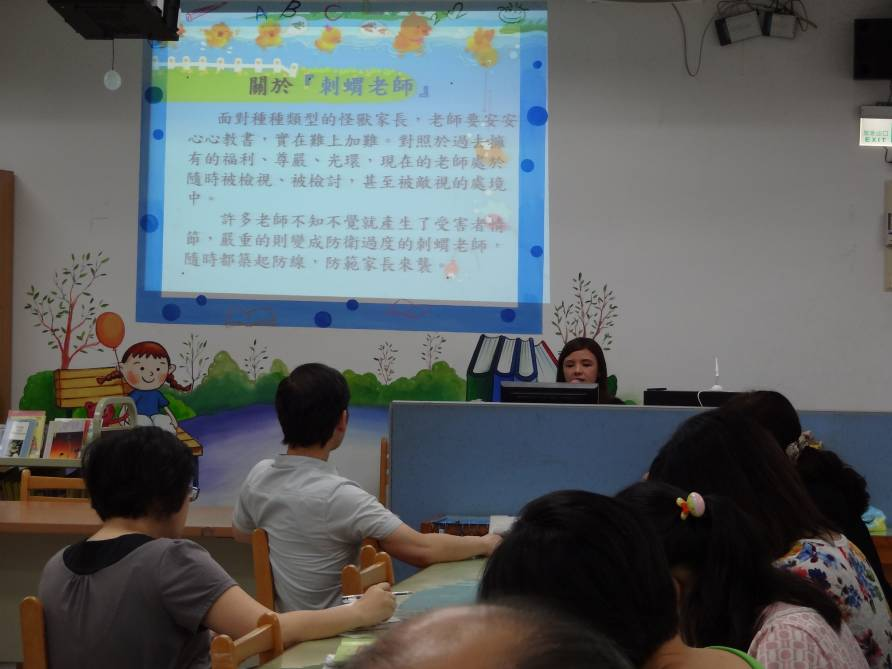 A B C 2×2
關於『刺蝟老師』
面對種種類型的怪獸家長，老師要安安
心心教書，實在難上加難。對照於過去擁
有的福利、尊嚴、光環，現在的老師處於
隨時被檢視、被檢討，甚至被敵視的處境
中。
許多老師不知不覺就產生了受害者情
節，嚴重的則變成防衛過度的刺蝟老師，
隨時都築起防線，防範家長來襲。
EXIT